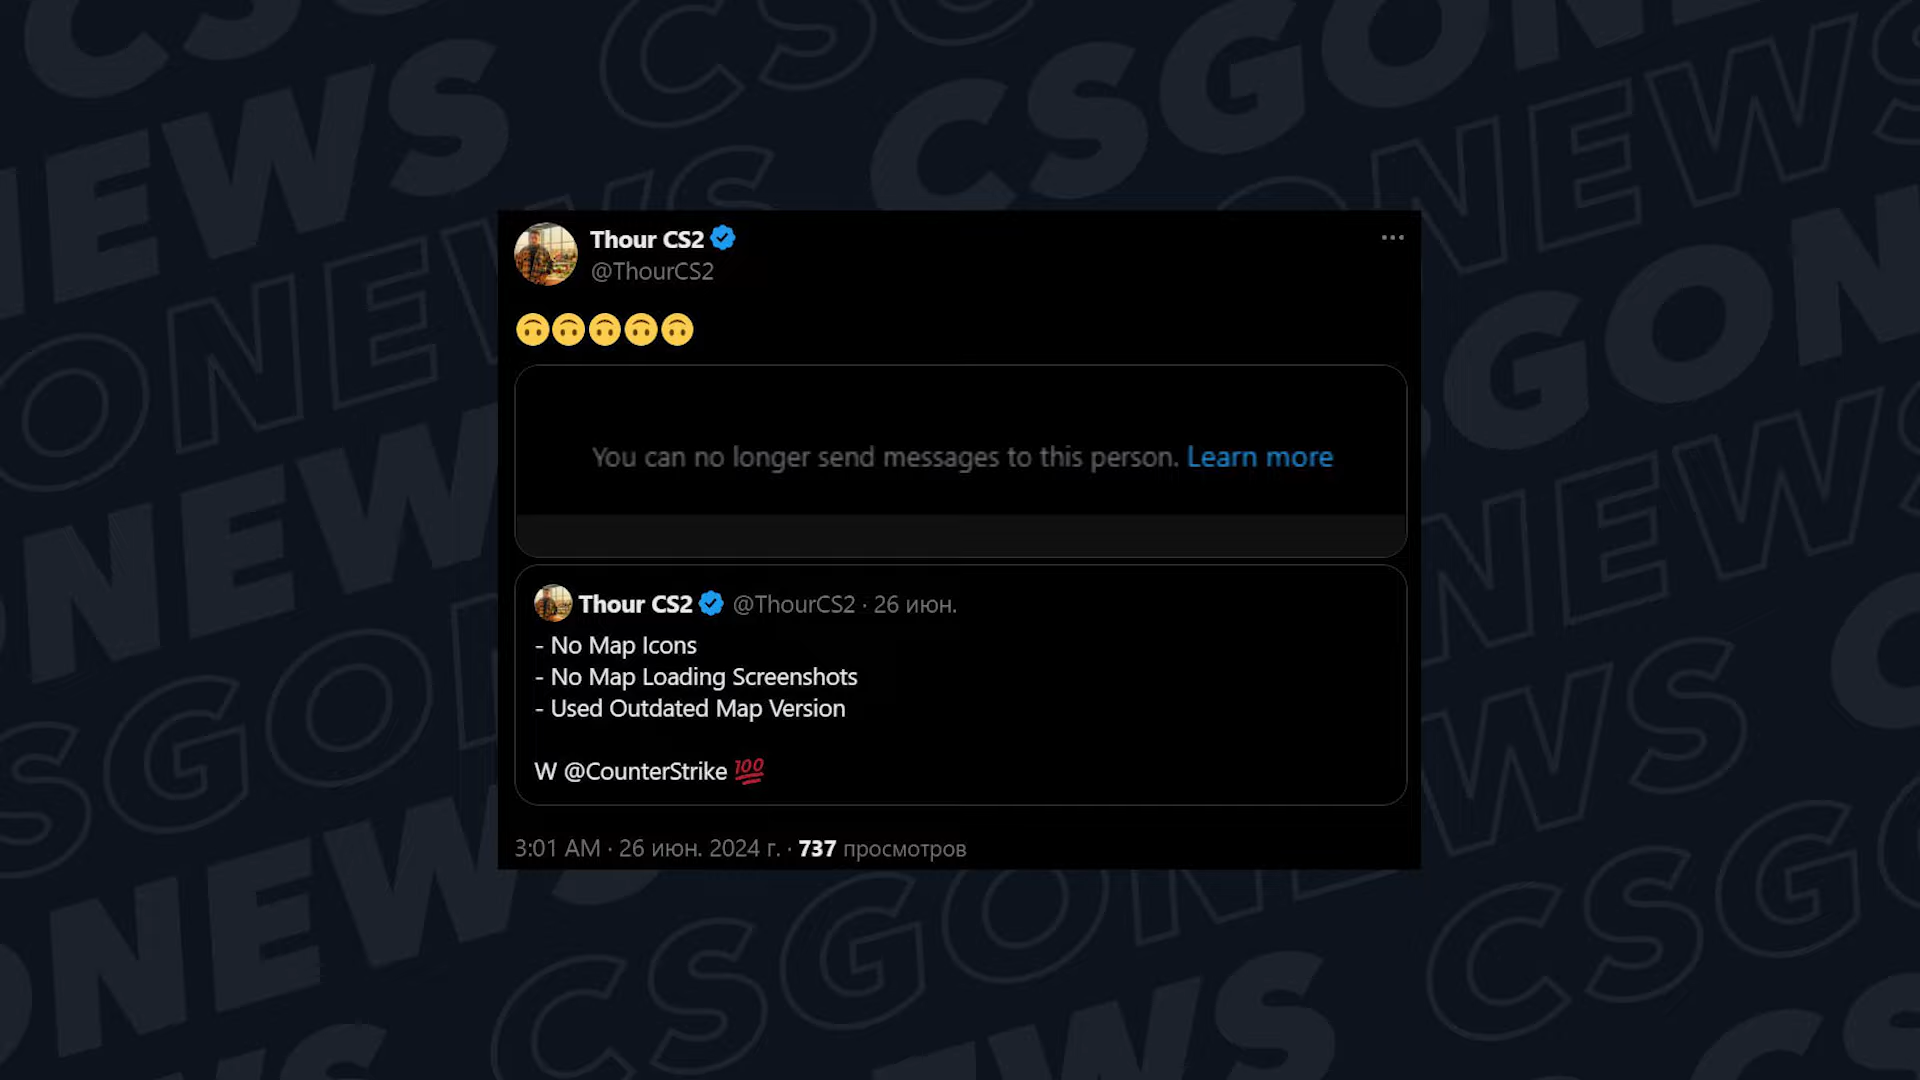 Thour CS2
@ThourCS2
🙃🙃🙃🙃🙃
You can no longer send messages to this person. Learn more
Thour CS2 @ThourCS2 · 26 июн.
- No Map Icons
- No Map Loading Screenshots
- Used Outdated Map Version
W @CounterStrike 💯
3:01 AM · 26 июн. 2024 г. · 737 просмотров
CSGONEWS